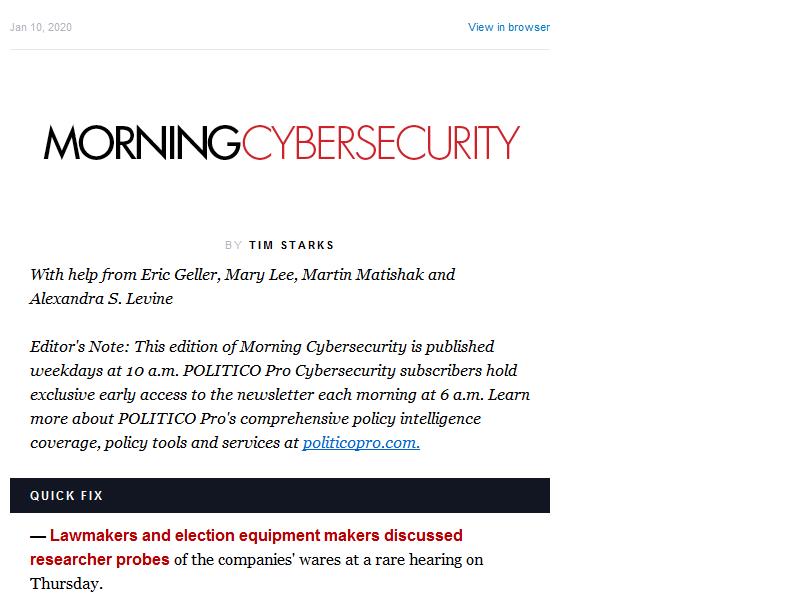 Jan 10, 2020
View in browser
MORNINGCYBERSECURITY
BY TIM STARKS
With help from Eric Geller, Mary Lee, Martin Matishak and
Alexandra S. Levine
Editor's Note: This edition of Morning Cybersecurity is published
weekdays at 10 a.m. POLITICO Pro Cybersecurity subscribers hold
exclusive early access to the newsletter each morning at 6 a.m. Learn
more about POLITICO Pro's comprehensive policy intelligence
coverage, policy tools and services at politicopro.com.
QUICK FIX
— Lawmakers and election equipment makers discussed
researcher probes of the companies' wares at a rare hearing on
Thursday.